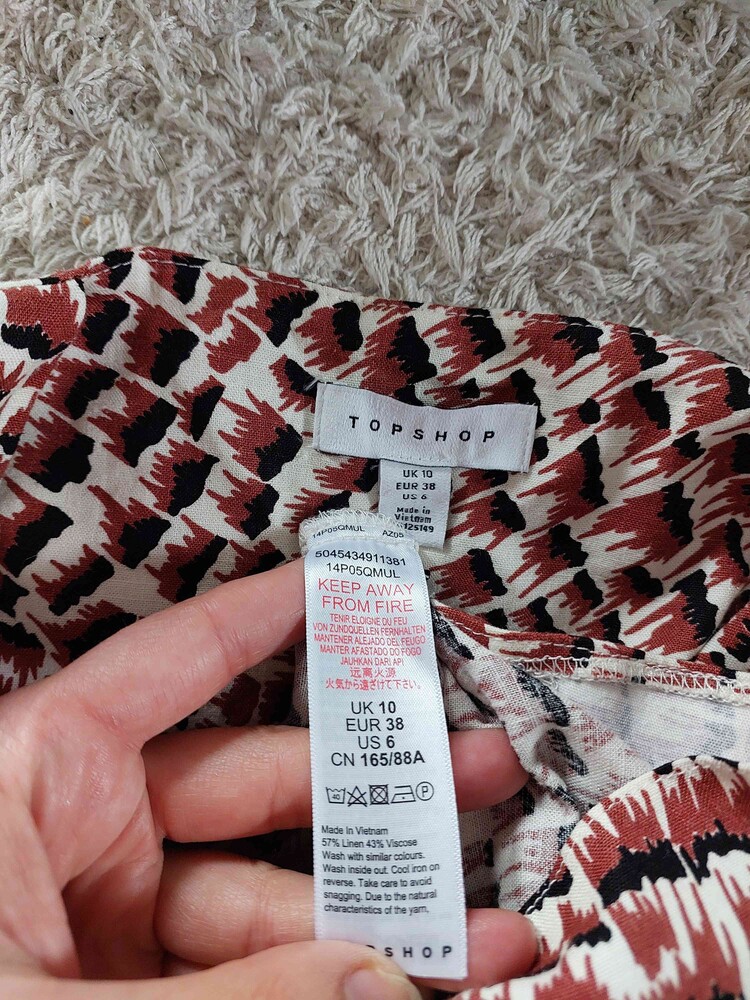 TOPSHOP
UK 10
EUR 38
US 6
Made in
Vietnam
14P05QMUL
5045434911381
14P05QMUL
KEEP AWAY
FROM FIRE
TENIR ELOIGNE DU FEU
VON ZUNDQUELLEN FERNHALTEN
MANTENER ALEJADO DEL FEUGO
MANTER AFASTADO DO FOGO
JAUHKAN DARI API
远离火源
火気から遠ざけて下さい。
UK 10
EUR 38
US 6
CN 165/88A
40
P
Made in Vietnam
57% Linen 43% Viscose
Wash with similar colours.
Wash inside out. Cool iron on
reverse. Take care to avoid
snagging. Due to the natural
characteristics of the yarn,
SHOP